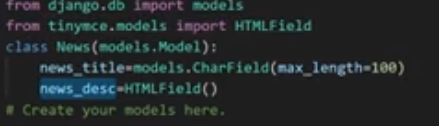 from django.db import models
from tinymce.models import HTMLField
class News(models.Model):
    news_title=models.CharField(max_length=100)
    news_desc=HTMLField()
# Create your models here.